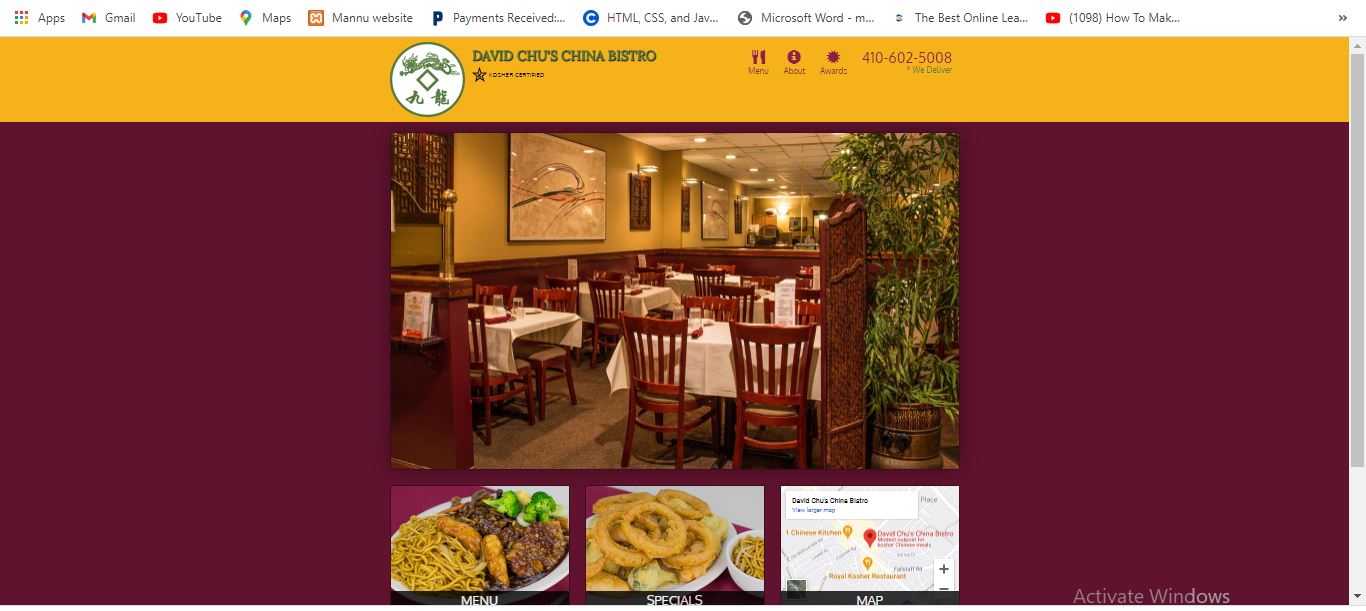 Apps Gmail YouTube Maps Mannu website Payments Received:... HTML, CSS, and Jav... Microsoft Word - m... The Best Online Lea... (1098) How To Mak... »
DAVID CHU'S CHINA BISTRO
KOSHER CERTIFIED
九 龍
Menu About Awards
410-602-5008
* We Deliver
David Chu's China Bistro
View larger map
Place
1 Chinese Kitchen
David Chu's China Bistro
Modest outpost for
kosher Chinese meals
Fallstaff Rd
Royal Kosher Restaurant
+
−
MENU SPECIALS MAP
Activate Windows